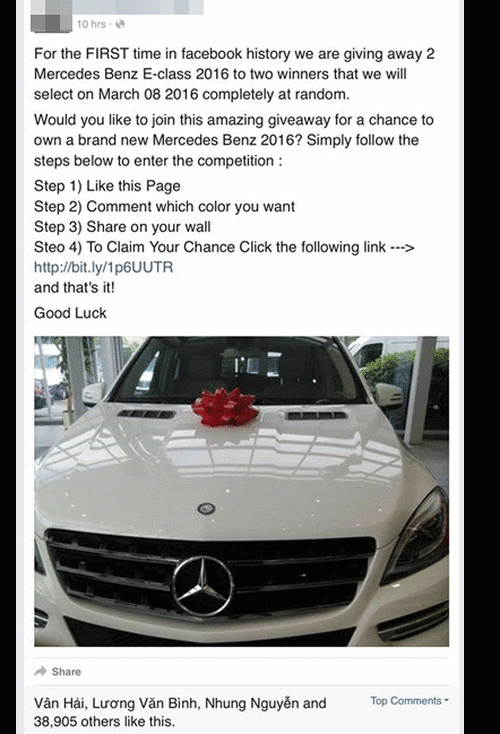 10 hrs ·
For the FIRST time in facebook history we are giving away 2
Mercedes Benz E-class 2016 to two winners that we will
select on March 08 2016 completely at random.
Would you like to join this amazing giveaway for a chance to
own a brand new Mercedes Benz 2016? Simply follow the
steps below to enter the competition :
Step 1) Like this Page
Step 2) Comment which color you want
Step 3) Share on your wall
Steo 4) To Claim Your Chance Click the following link --->
http://bit.ly/1p6UUTR
and that's it!
Good Luck
Share
Vân Hải, Lương Văn Bình, Nhung Nguyễn and
38,905 others like this.
Top Comments